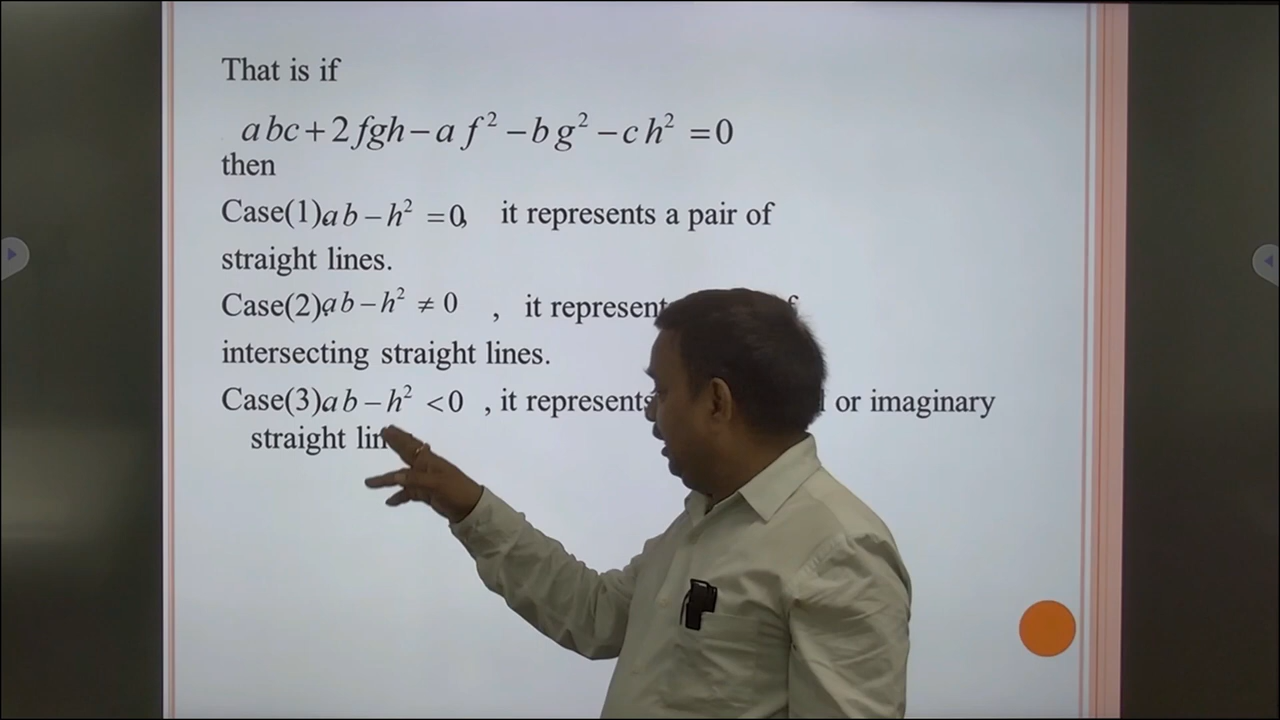 That is if
abc+2fgh−af²−bg²−ch²=0
then
Case(1)ab−h²=0, it represents a pair of
straight lines.
Case(2),ab−h²≠0 , it represent
intersecting straight lines.
Case(3)ab−h²<0 , it represents or imaginary
straight lin